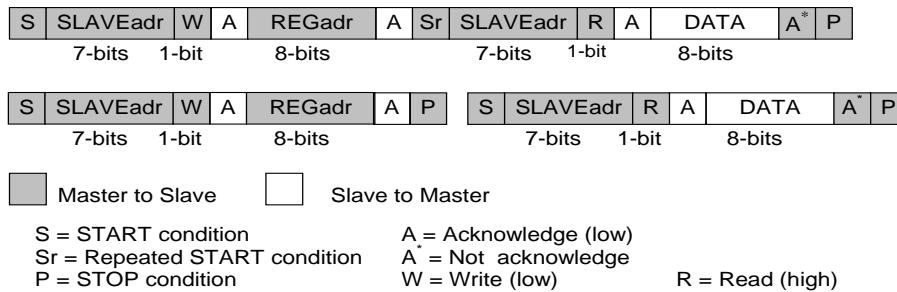 S SLAVEadr W A REGadr A Sr SLAVEadr R A DATA A* P
7-bits 1-bit 8-bits 7-bits 1-bit 8-bits
S SLAVEadr W A REGadr A P S SLAVEadr R A DATA A* P
7-bits 1-bit 8-bits 7-bits 1-bit 8-bits
Master to Slave Slave to Master
S = START condition A = Acknowledge (low)
Sr = Repeated START condition A* = Not acknowledge
P = STOP condition W = Write (low) R = Read (high)